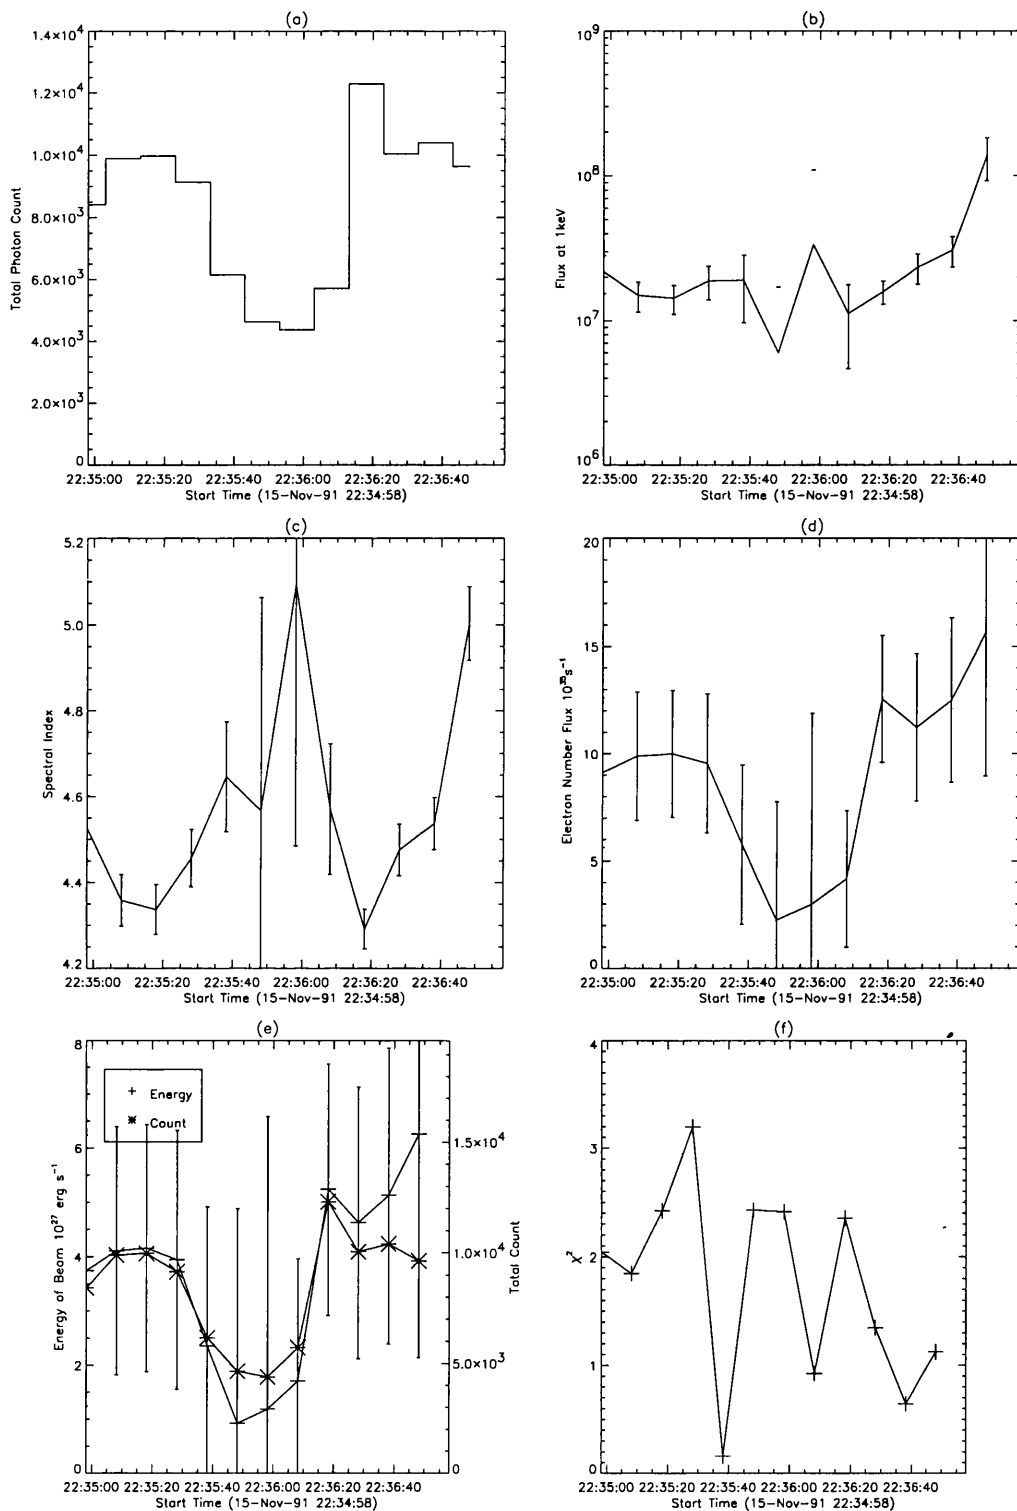 (a)
1.4×10⁴
1.2×10⁴
1.0×10⁴
8.0×10³
6.0×10³
4.0×10³
2.0×10³
0
Total Photon Count
22:35:00 22:35:20 22:35:40 22:36:00 22:36:20 22:36:40
Start Time (15-Nov-91 22:34:58)
(b)
10⁹
10⁸
10⁷
10⁶
Flux at 1keV
22:35:00 22:35:20 22:35:40 22:36:00 22:36:20 22:36:40
Start Time (15-Nov-91 22:34:58)
(c)
5.2
5.0
4.8
4.6
4.4
4.2
Spectral Index
22:35:00 22:35:20 22:35:40 22:36:00 22:36:20 22:36:40
Start Time (15-Nov-91 22:34:58)
(d)
20
15
10
5
0
Electron Number Flux 10³⁵s⁻¹
22:35:00 22:35:20 22:35:40 22:36:00 22:36:20 22:36:40
Start Time (15-Nov-91 22:34:58)
(e)
8
6
4
2
0
Energy of Beam 10²⁷ erg s⁻¹
Energy
Count
1.5×10⁴
1.0×10⁴
5.0×10³
0
Total Count
22:35:00 22:35:20 22:35:40 22:36:00 22:36:20 22:36:40
Start Time (15-Nov-91 22:34:58)
(f)
4
3
2
1
0
χ²
22:35:00 22:35:20 22:35:40 22:36:00 22:36:20 22:36:40
Start Time (15-Nov-91 22:34:58)